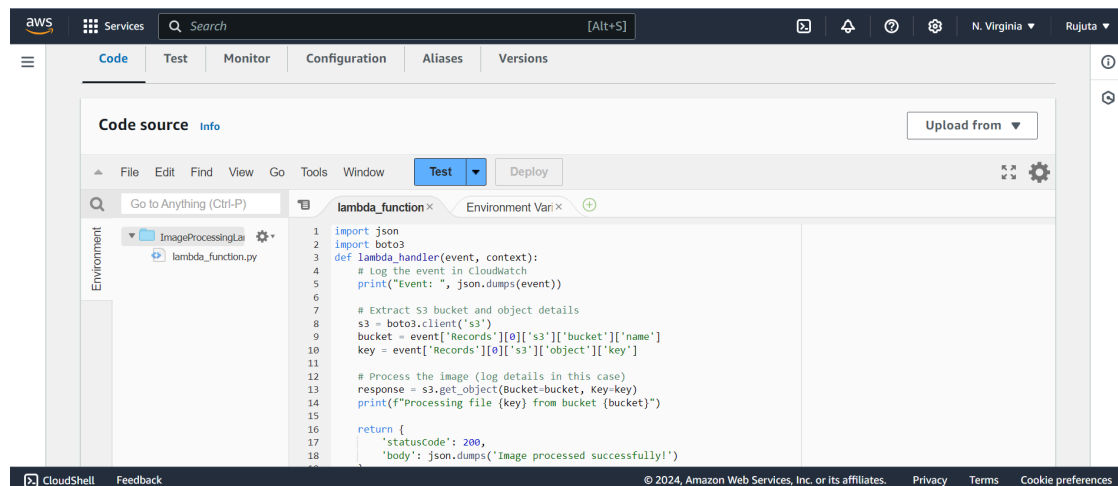 aws Services Search [Alt+S] N. Virginia Rujuta
Code Test Monitor Configuration Aliases Versions
Code source Info Upload from
File Edit Find View Go Tools Window Test Deploy
Go to Anything (Ctrl-P) lambda_function × Environment Vari ×
Environment
ImageProcessingLa
lambda_function.py
1 import json
2 import boto3
3 def lambda_handler(event, context):
4 # Log the event in CloudWatch
5 print("Event: ", json.dumps(event))
6
7 # Extract S3 bucket and object details
8 s3 = boto3.client('s3')
9 bucket = event['Records'][0]['s3']['bucket']['name']
10 key = event['Records'][0]['s3']['object']['key']
11
12 # Process the image (log details in this case)
13 response = s3.get_object(Bucket=bucket, Key=key)
14 print(f"Processing file {key} from bucket {bucket}")
15
16 return {
17 'statusCode': 200,
18 'body': json.dumps('Image processed successfully!')
CloudShell Feedback © 2024, Amazon Web Services, Inc. or its affiliates. Privacy Terms Cookie preferences